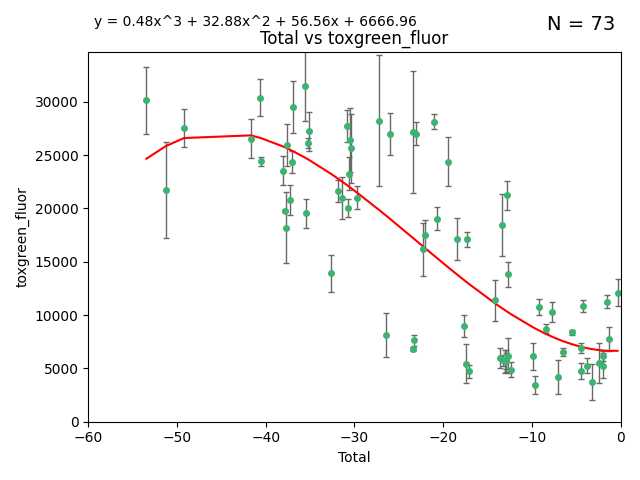 y = 0.48x^3 + 32.88x^2 + 56.56x + 6666.96
N = 73
Total vs toxgreen_fluor
toxgreen_fluor
30000
25000
20000
15000
10000
5000
0
−60
−50
−40
−30
−20
−10
0
Total